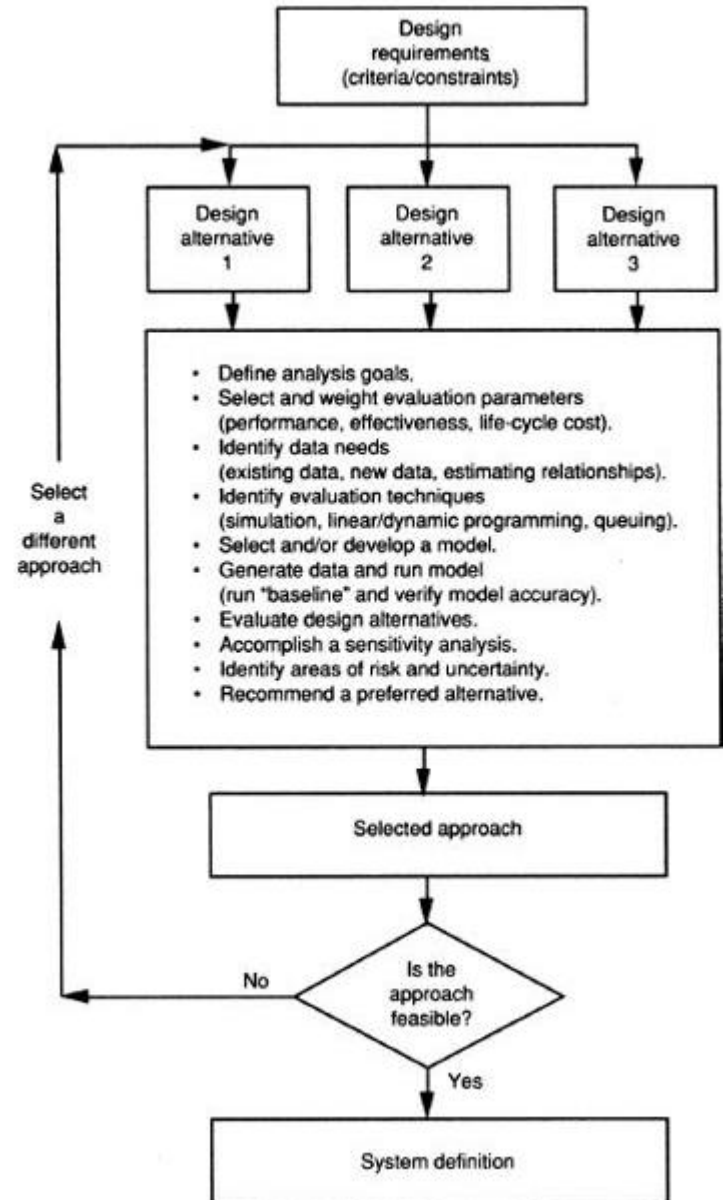 Design
requirements
(criteria/constraints)
Design
alternative
1
Design
alternative
2
Design
alternative
3
• Define analysis goals.
• Select and weight evaluation parameters
(performance, effectiveness, life-cycle cost).
• Identify data needs
(existing data, new data, estimating relationships).
• Identify evaluation techniques
(simulation, linear/dynamic programming, queuing).
• Select and/or develop a model.
• Generate data and run model
(run "baseline" and verify model accuracy).
• Evaluate design alternatives.
• Accomplish a sensitivity analysis.
• Identify areas of risk and uncertainty.
• Recommend a preferred alternative.
Select
a
different
approach
Selected approach
Is the
approach
feasible?
No
Yes
System definition